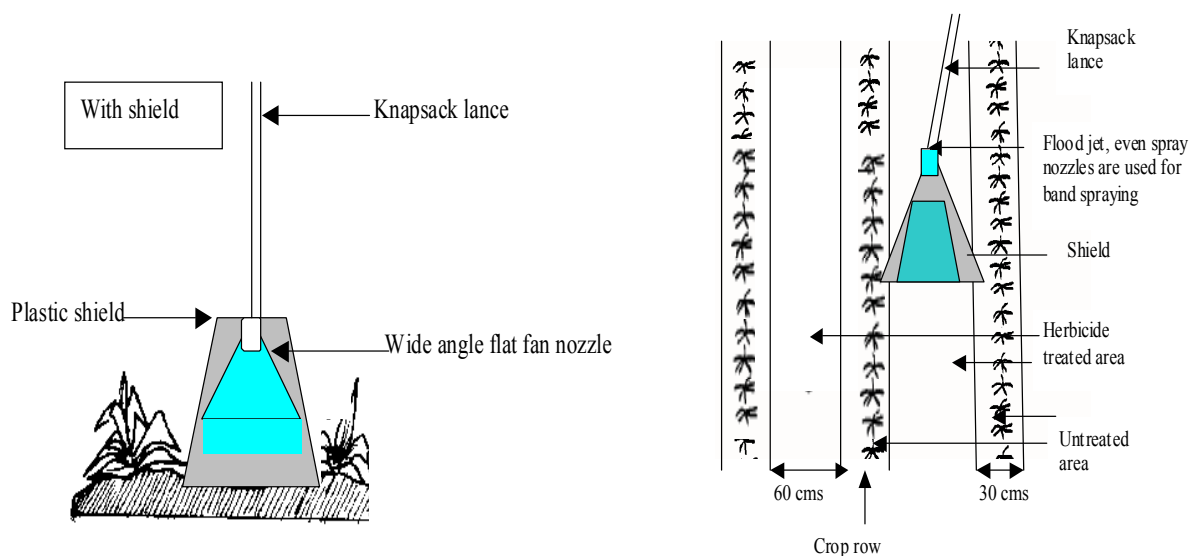 With shield
Knapsack lance
Plastic shield
Wide angle flat fan nozzle
Knapsack
lance
Flood jet, even spray
nozzles are used for
band spraying
Shield
Herbicide
treated area
Untreated
area
60 cms
30 cms
Crop row